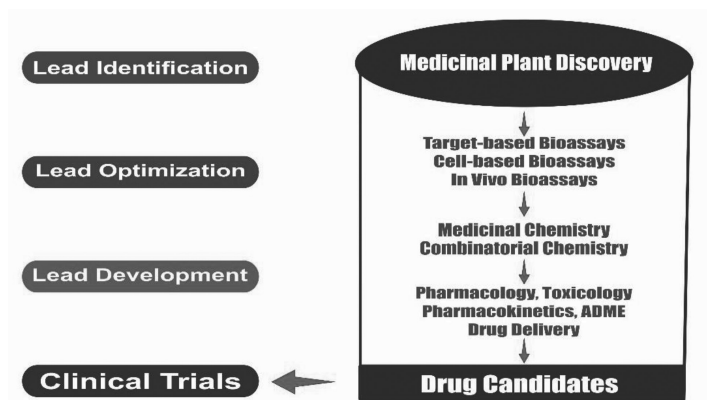 Lead Identification
Lead Optimization
Lead Development
Clinical Trials
Medicinal Plant Discovery
Target-based Bioassays
Cell-based Bioassays
In Vivo Bioassays
Medicinal Chemistry
Combinatorial Chemistry
Pharmacology, Toxicology
Pharmacokinetics, ADME
Drug Delivery
Drug Candidates